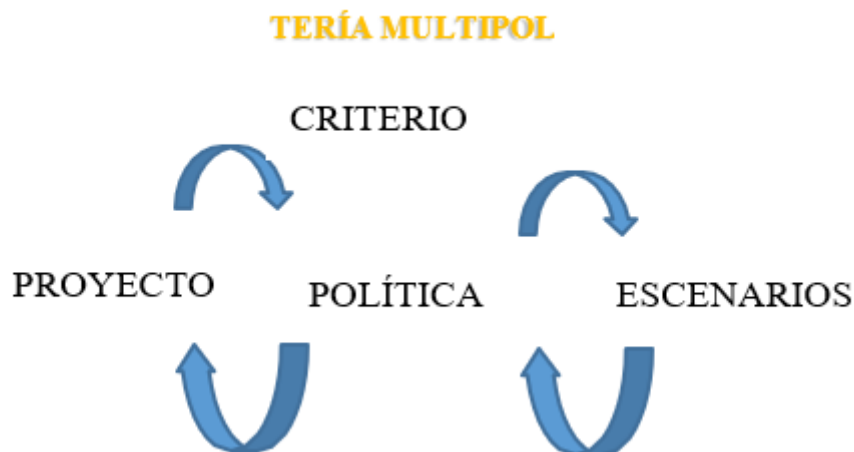 TERÍA MULTIPOL
CRITERIO
PROYECTO
POLÍTICA
ESCENARIOS